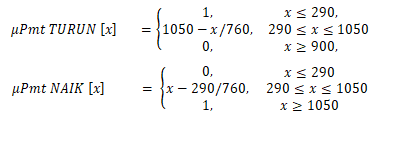 1, x ≤ 290,
μPmt TURUN [x] = {1050 − x/760, 290 ≤ x ≤ 1050
0, x ≥ 900,
0, x ≤ 290
μPmt NAIK [x] = {x − 290/760, 290 ≤ x ≤ 1050
1, x ≥ 1050